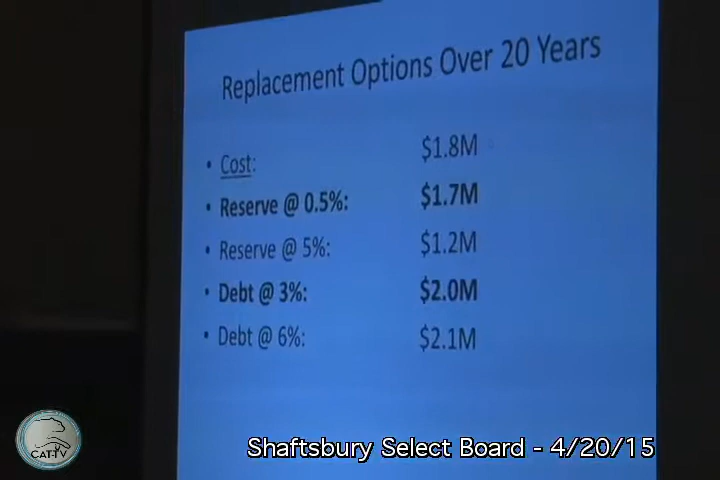 Replacement Options Over 20 Years
• Cost: $1.8M
• Reserve @ 0.5%: $1.7M
• Reserve @ 5%: $1.2M
• Debt @ 3%: $2.0M
• Debt @ 6%: $2.1M
CAT-TV
Shaftsbury Select Board - 4/20/15